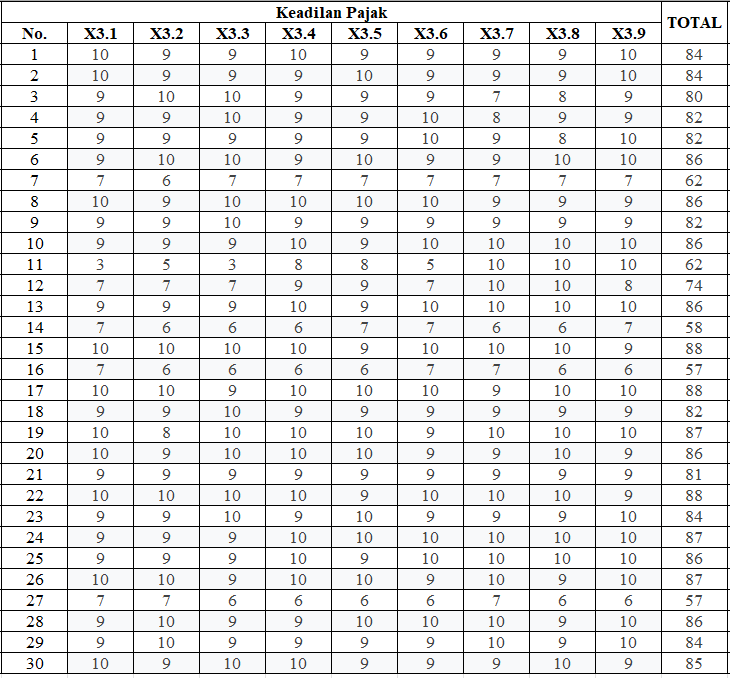 Keadilan Pajak TOTAL
No. X3.1 X3.2 X3.3 X3.4 X3.5 X3.6 X3.7 X3.8 X3.9
1 10 9 9 10 9 9 9 9 10 84
2 10 9 9 9 10 9 9 9 10 84
3 9 10 10 9 9 9 7 8 9 80
4 9 9 10 9 9 10 8 9 9 82
5 9 9 9 9 9 10 9 8 10 82
6 9 10 10 9 10 9 9 10 10 86
7 7 6 7 7 7 7 7 7 7 62
8 10 9 10 10 10 10 9 9 9 86
9 9 9 10 9 9 9 9 9 9 82
10 9 9 9 10 9 10 10 10 10 86
11 3 5 3 8 8 5 10 10 10 62
12 7 7 7 9 9 7 10 10 8 74
13 9 9 9 10 9 10 10 10 10 86
14 7 6 6 6 7 7 6 6 7 58
15 10 10 10 10 9 10 10 10 9 88
16 7 6 6 6 6 7 7 6 6 57
17 10 10 9 10 10 10 9 10 10 88
18 9 9 10 9 9 9 9 9 9 82
19 10 8 10 10 10 9 10 10 10 87
20 10 9 10 10 10 9 9 10 9 86
21 9 9 9 9 9 9 9 9 9 81
22 10 10 10 10 9 10 10 10 9 88
23 9 9 10 9 10 9 9 9 10 84
24 9 9 9 10 10 10 10 10 10 87
25 9 9 9 10 9 10 10 10 10 86
26 10 10 9 10 10 9 10 9 10 87
27 7 7 6 6 6 6 7 6 6 57
28 9 10 9 9 10 10 10 9 10 86
29 9 10 9 9 9 9 10 9 10 84
30 10 9 10 10 9 9 9 10 9 85